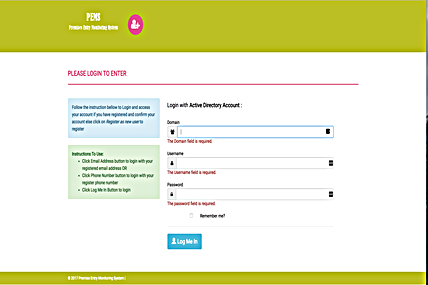 PEMS
Premises Entry Monitoring System
PLEASE LOGIN TO ENTER
Follow the instruction bellow to Login and access
your account if you have registered and confirm your
account else click on Register as new user to
register
Instructions To Use:
Click Email Address button to login with your
registered email address OR
Click Phone Number button to login with your
register phone number
Click Log Me In Button to login
Login with Active Directory Account :
Domain
The Domain field is required.
Username
The Username field is required.
Password
The password field is required.
Remember me?
Log Me In
© 2017 Premises Entry Monitoring System |